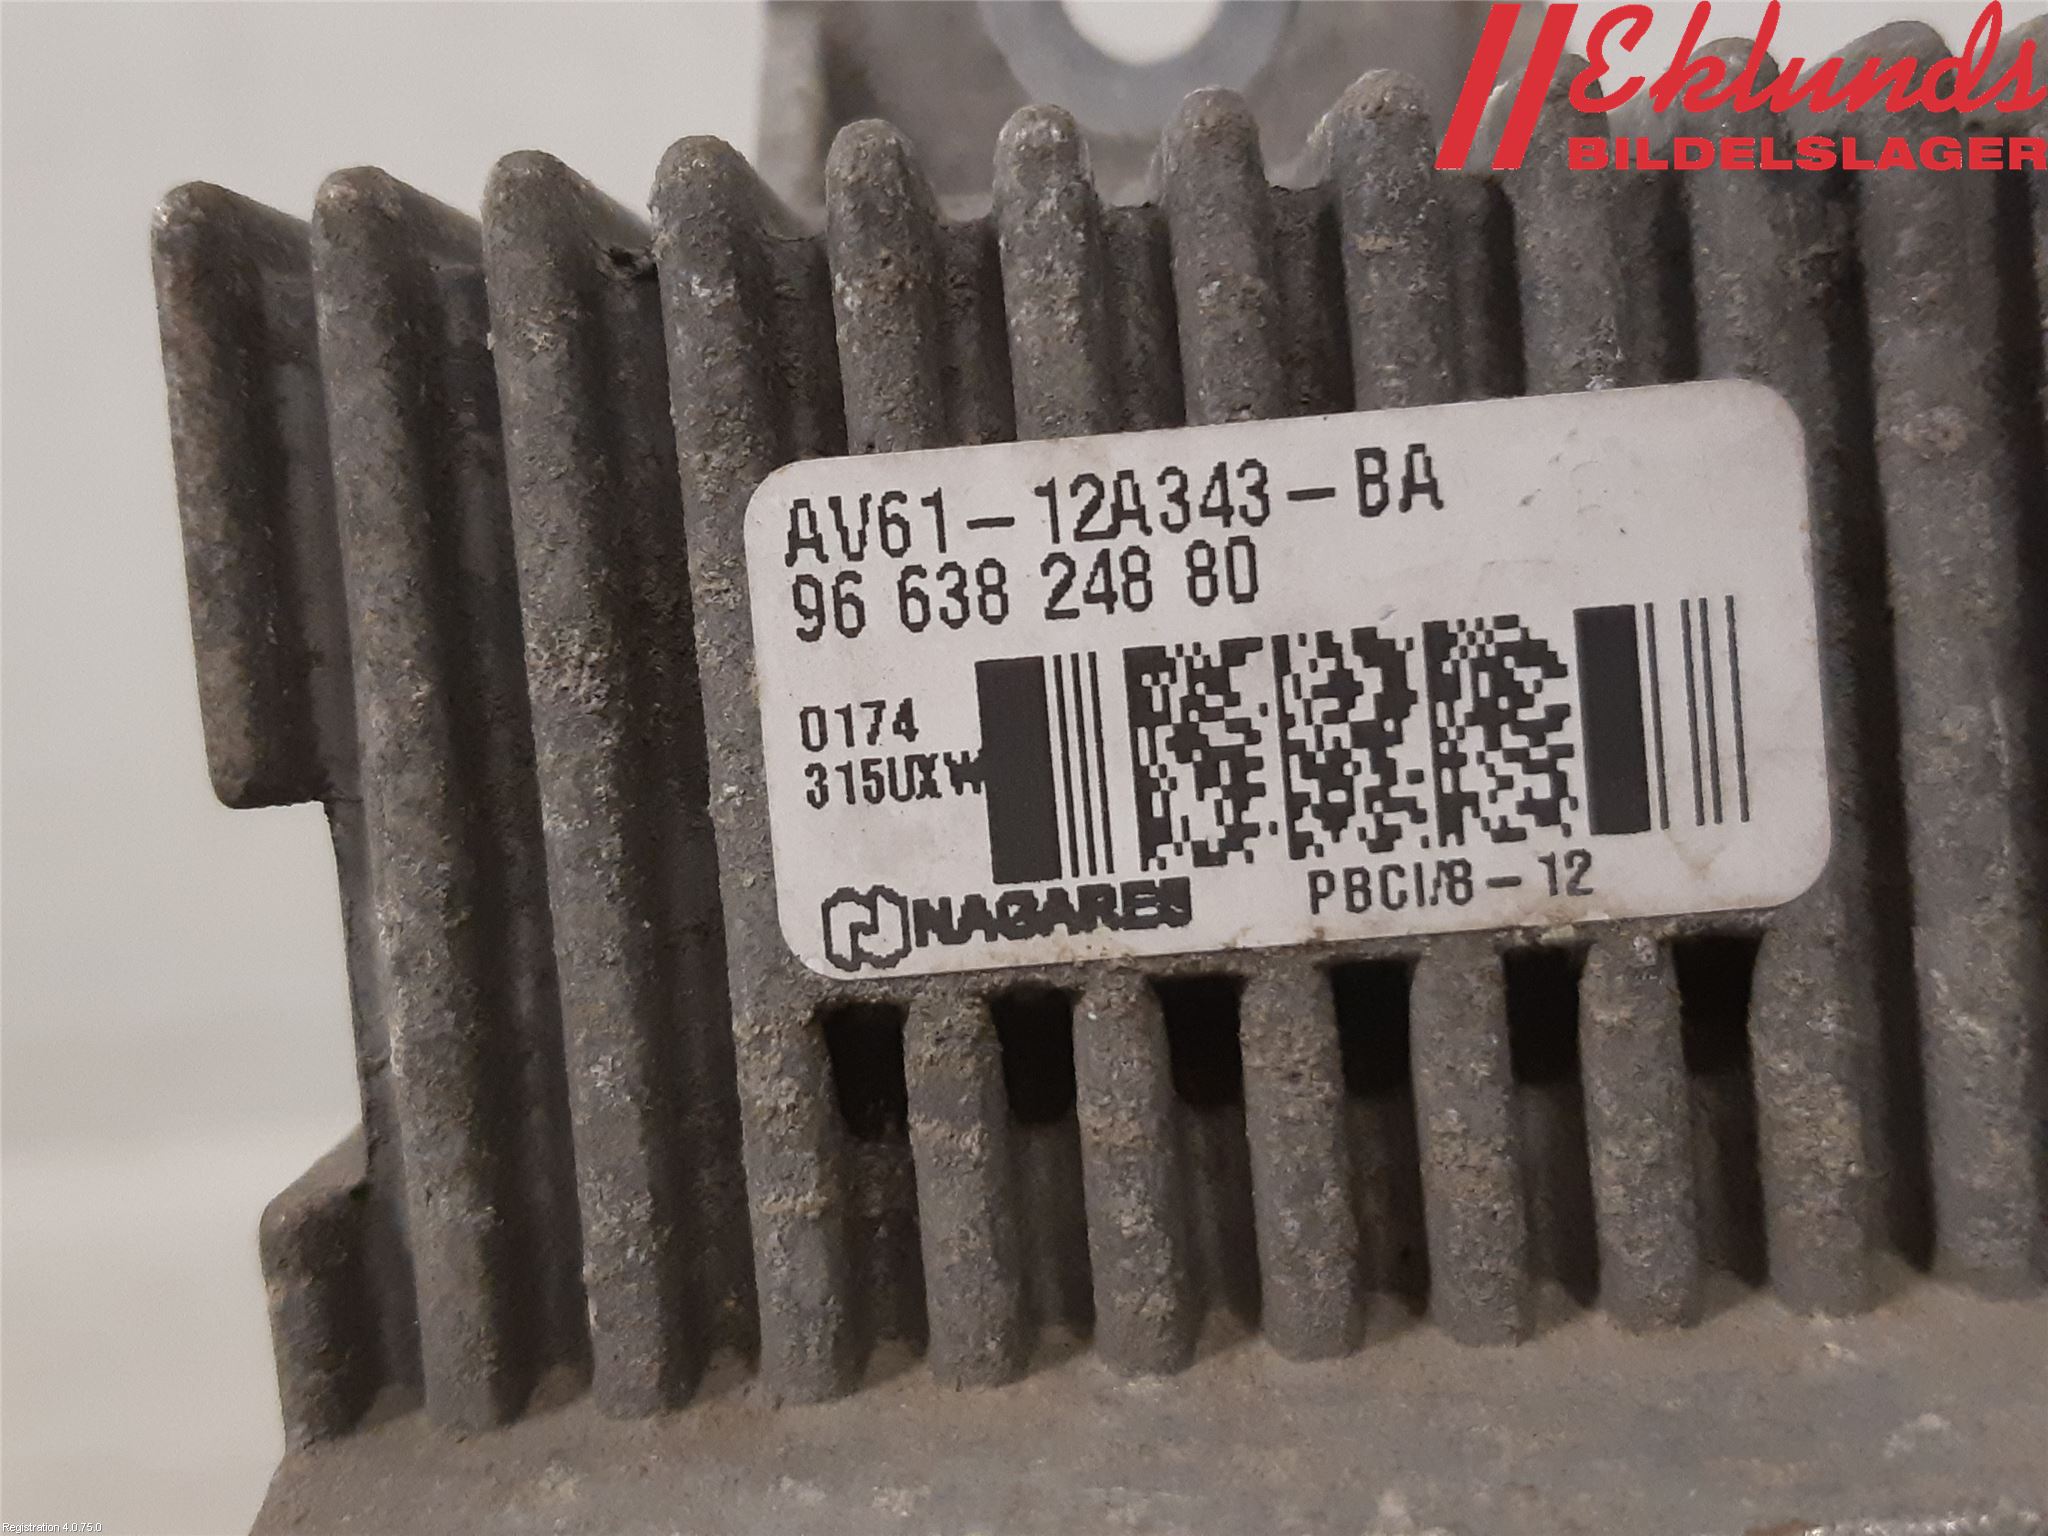 Eklunds
BILDELSLAGER
AV61-12A343-BA
96 638 248 80
0174
315UXW
NAGARES
PBCI/8-12
Registration 4.0.75.0